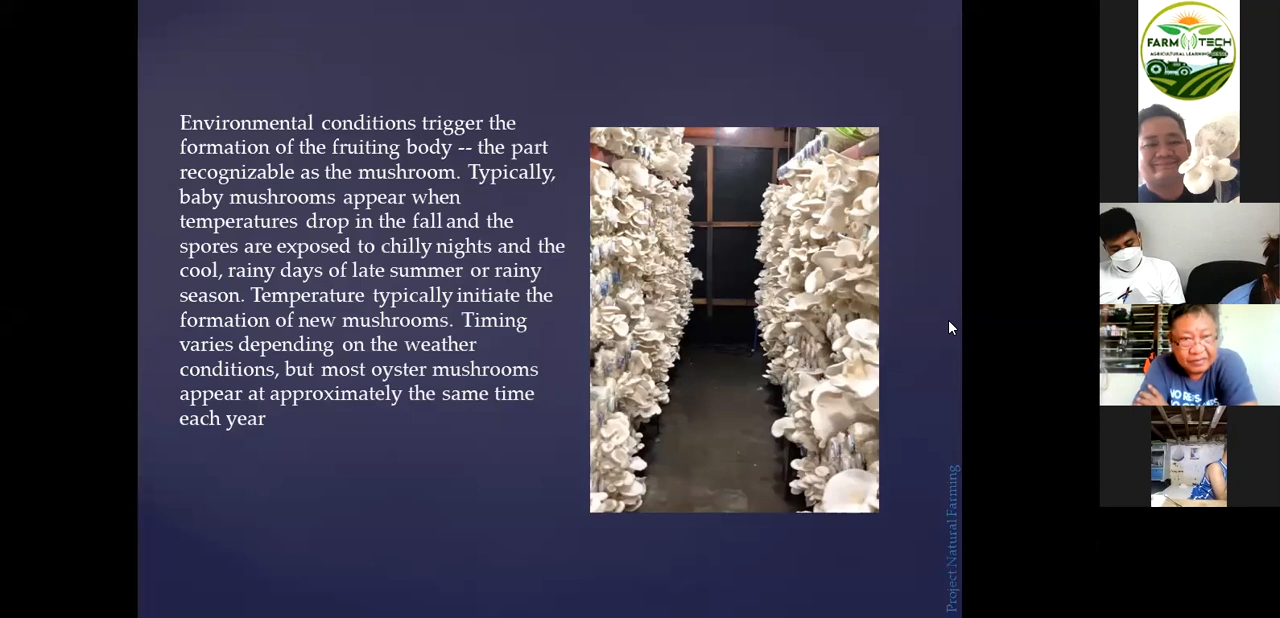 Environmental conditions trigger the
formation of the fruiting body -- the part
recognizable as the mushroom. Typically,
baby mushrooms appear when
temperatures drop in the fall and the
spores are exposed to chilly nights and the
cool, rainy days of late summer or rainy
season. Temperature typically initiate the
formation of new mushrooms. Timing
varies depending on the weather
conditions, but most oyster mushrooms
appear at approximately the same time
each year
Project Natural Farming
FARM TECH
AGRICULTURAL LEARNING